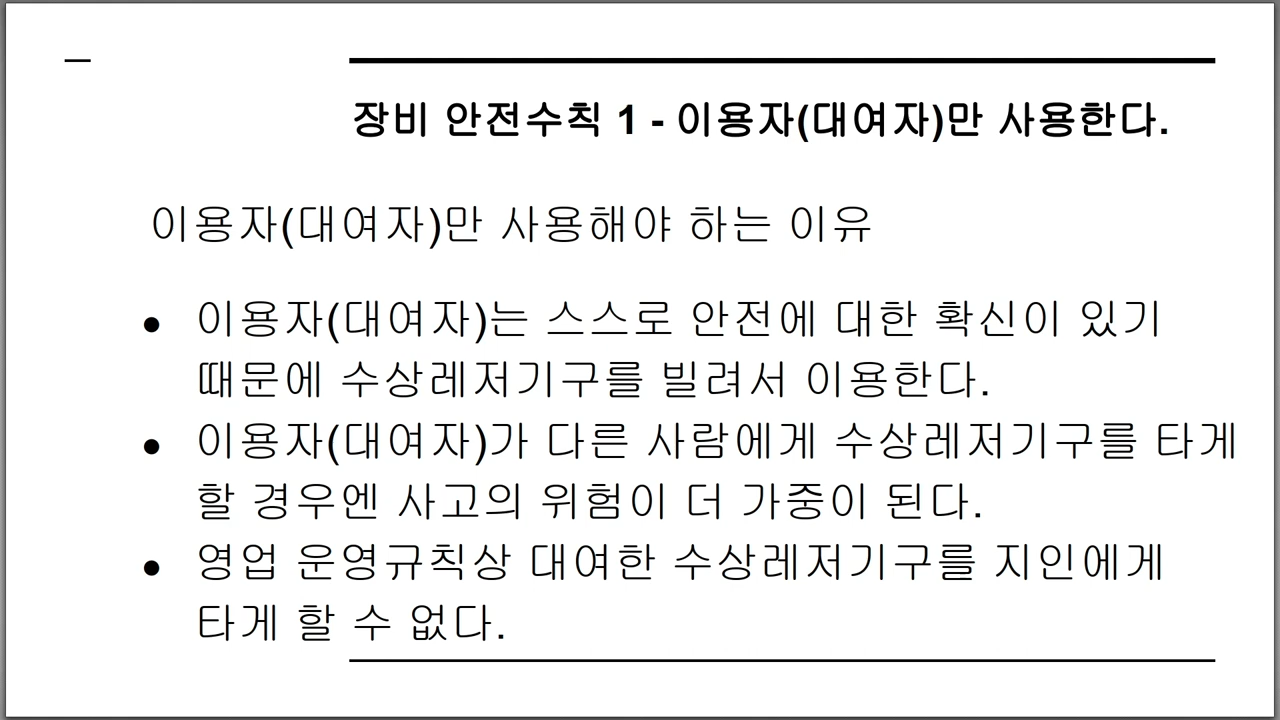 장비 안전수칙 1 - 이용자(대여자)만 사용한다.
이용자(대여자)만 사용해야 하는 이유
● 이용자(대여자)는 스스로 안전에 대한 확신이 있기
때문에 수상레저기구를 빌려서 이용한다.
● 이용자(대여자)가 다른 사람에게 수상레저기구를 타게
할 경우엔 사고의 위험이 더 가중이 된다.
● 영업 운영규칙상 대여한 수상레저기구를 지인에게
타게 할 수 없다.